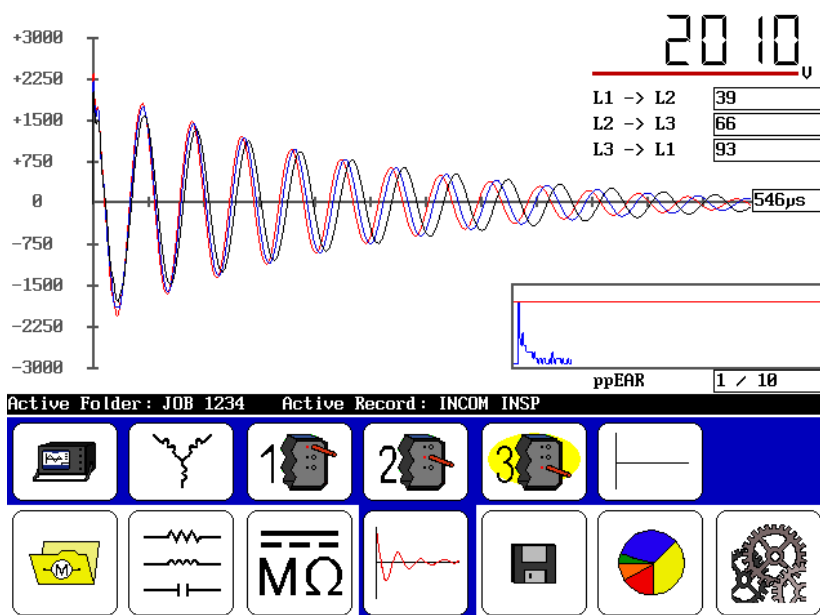 +3000
2010 V
+2250
L1 -> L2 39
+1500
L2 -> L3 66
+750
L3 -> L1 93
0
546µs
-750
-1500
-2250
-3000
ppEAR 1 / 10
Active Folder: JOB 1234 Active Record: INCOM INSP
1
2
3
M
MΩ